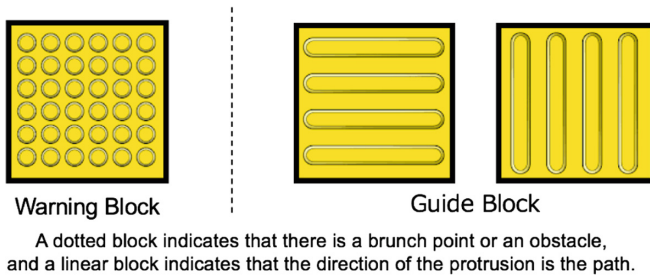 Warning Block
Guide Block
A dotted block indicates that there is a brunch point or an obstacle,
and a linear block indicates that the direction of the protrusion is the path.